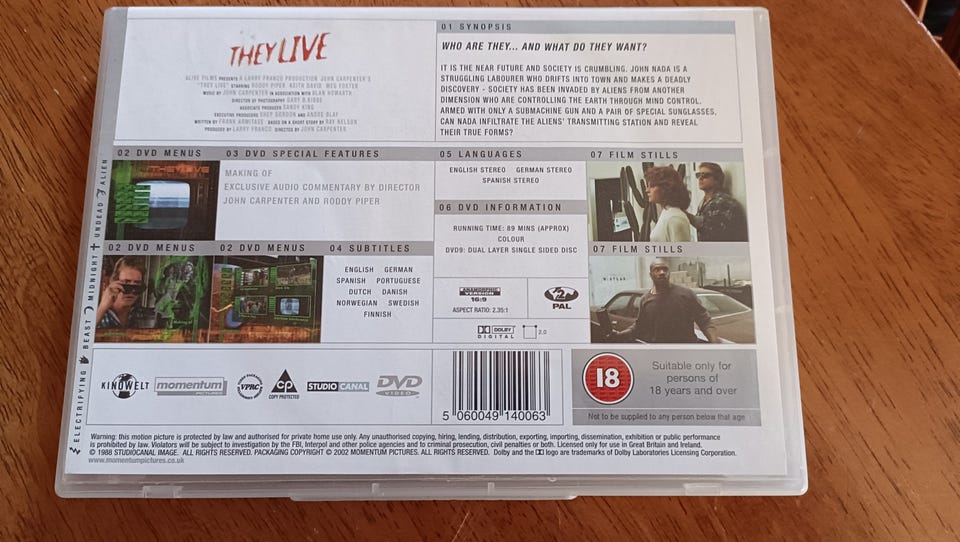 THEY LIVE
ALIVE FILMS PRESENTS A LARRY FRANCO PRODUCTION JOHN CARPENTER'S
"THEY LIVE" STARRING RODDY PIPER, KEITH DAVID, MEG FOSTER
MUSIC BY JOHN CARPENTER IN ASSOCIATION WITH ALAN HOWARTH
DIRECTOR OF PHOTOGRAPHY GARY B.KIBBE
ASSOCIATE PRODUCER SANDY KING
EXECUTIVE PRODUCERS SHEP GORDON AND ANDRE BLAY
WRITTEN BY FRANK ARMITAGE BASED ON A SHORT STORY BY RAY NELSON
PRODUCED BY LARRY FRANCO DIRECTED BY JOHN CARPENTER
01 SYNOPSIS
WHO ARE THEY... AND WHAT DO THEY WANT?
IT IS THE NEAR FUTURE AND SOCIETY IS CRUMBLING. JOHN NADA IS A
STRUGGLING LABOURER WHO DRIFTS INTO TOWN AND MAKES A DEADLY
DISCOVERY - SOCIETY HAS BEEN INVADED BY ALIENS FROM ANOTHER
DIMENSION WHO ARE CONTROLLING THE EARTH THROUGH MIND CONTROL.
ARMED WITH ONLY A SUBMACHINE GUN AND A PAIR OF SPECIAL SUNGLASSES,
CAN NADA INFILTRATE THE ALIENS' TRANSMITTING STATION AND REVEAL
THEIR TRUE FORMS?
02 DVD MENUS
03 DVD SPECIAL FEATURES
MAKING OF
EXCLUSIVE AUDIO COMMENTARY BY DIRECTOR
JOHN CARPENTER AND RODDY PIPER
05 LANGUAGES
ENGLISH STEREO GERMAN STEREO
SPANISH STEREO
07 FILM STILLS
06 DVD INFORMATION
RUNNING TIME: 89 MINS (APPROX)
COLOUR
DVD9: DUAL LAYER SINGLE SIDED DISC
02 DVD MENUS
02 DVD MENUS
04 SUBTITLES
ENGLISH GERMAN
SPANISH PORTUGUESE
DUTCH DANISH
NORWEGIAN SWEDISH
FINNISH
07 FILM STILLS
ANAMORPHIC
VERSION
16:9
ASPECT RATIO: 2.35:1
2
PAL
DOLBY
DIGITAL
2.0
ELECTRIFYING BEAST MIDNIGHT UNDEAD ALIEN
KINOWELT
momentum
PICTURES
VPRC
CP
COPY PROTECTED
STUDIO CANAL
DVD
VIDEO
5 060049 140063
18
Suitable only for
persons of
18 years and over
Not to be supplied to any person below that age
Warning: this motion picture is protected by law and authorised for private home use only. Any unauthorised copying, hiring, lending, distribution, exporting, importing, dissemination, exhibition or public performance
is prohibited by law. Violators will be subject to investigation by the FBI, Interpol and other police agencies and to criminal prosecution, civil penalties or both. Licensed only for use in Great Britain and Ireland.
© 1988 STUDIOCANAL IMAGE. ALL RIGHTS RESERVED. PACKAGING COPYRIGHT © 2002 MOMENTUM PICTURES. ALL RIGHTS RESERVED. Dolby and the DD logo are trademarks of Dolby Laboratories Licensing Corporation.
www.momentumpictures.co.uk